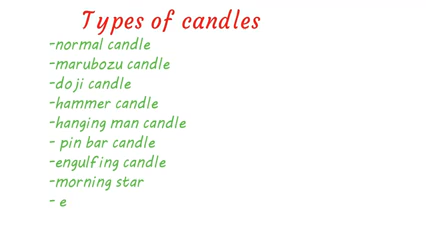 Types of candles
-normal candle
-marubozu candle
-doji candle
-hammer candle
-hanging man candle
- pin bar candle
-engulfing candle
-morning star
- e